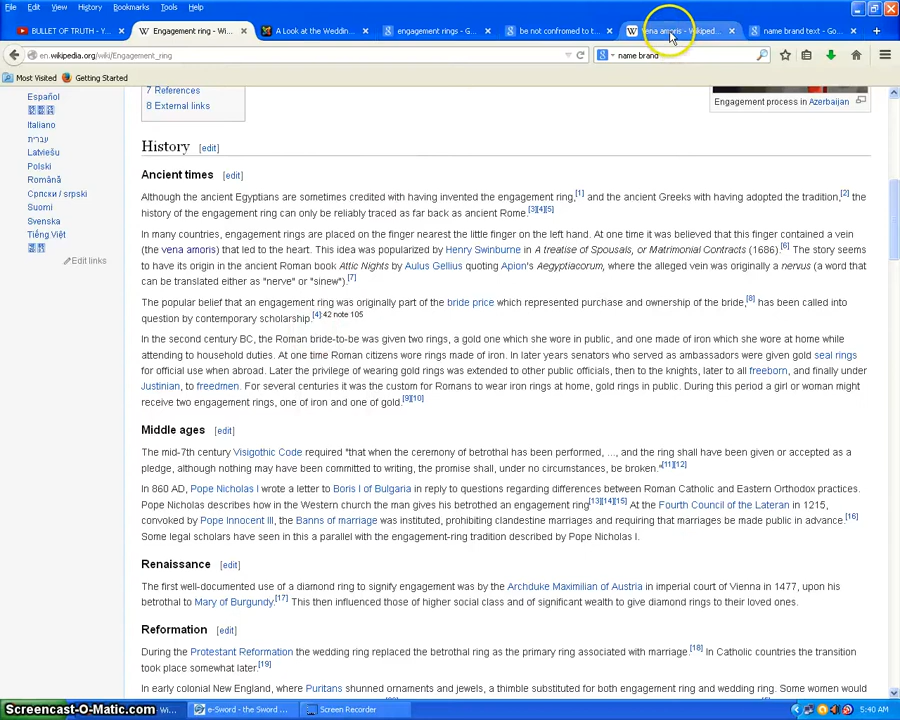 File Edit View History Bookmarks Tools Help
BULLET OF TRUTH - Y... × Engagement ring - Wi... × A Look at the Weddin... × engagement rings - G... × be not confromed to t... × vena amoris - Wikiped... × name brand text - Go... ×
en.wikipedia.org/wiki/Engagement_ring name brand
Most Visited Getting Started
Español
Italiano
עברית
Latviešu
Polski
Română
Српски / srpski
Suomi
Svenska
Tiếng Việt
Edit links
7 References
8 External links
Engagement process in Azerbaijan
History [edit]
Ancient times [edit]
Although the ancient Egyptians are sometimes credited with having invented the engagement ring,[1] and the ancient Greeks with having adopted the tradition,[2] the
history of the engagement ring can only be reliably traced as far back as ancient Rome.[3][4][5]
In many countries, engagement rings are placed on the finger nearest the little finger on the left hand. At one time it was believed that this finger contained a vein
(the vena amoris) that led to the heart. This idea was popularized by Henry Swinburne in A treatise of Spousals, or Matrimonial Contracts (1686).[6] The story seems
to have its origin in the ancient Roman book Attic Nights by Aulus Gellius quoting Apion's Aegyptiacorum, where the alleged vein was originally a nervus (a word that
can be translated either as "nerve" or "sinew").[7]
The popular belief that an engagement ring was originally part of the bride price which represented purchase and ownership of the bride,[8] has been called into
question by contemporary scholarship.[4]:42 note 105
In the second century BC, the Roman bride-to-be was given two rings, a gold one which she wore in public, and one made of iron which she wore at home while
attending to household duties. At one time Roman citizens wore rings made of iron. In later years senators who served as ambassadors were given gold seal rings
for official use when abroad. Later the privilege of wearing gold rings was extended to other public officials, then to the knights, later to all freeborn, and finally under
Justinian, to freedmen. For several centuries it was the custom for Romans to wear iron rings at home, gold rings in public. During this period a girl or woman might
receive two engagement rings, one of iron and one of gold.[9][10]
Middle ages [edit]
The mid-7th century Visigothic Code required "that when the ceremony of betrothal has been performed, ..., and the ring shall have been given or accepted as a
pledge, although nothing may have been committed to writing, the promise shall, under no circumstances, be broken."[11][12]
In 860 AD, Pope Nicholas I wrote a letter to Boris I of Bulgaria in reply to questions regarding differences between Roman Catholic and Eastern Orthodox practices.
Pope Nicholas describes how in the Western church the man gives his betrothed an engagement ring[13][14][15] At the Fourth Council of the Lateran in 1215,
convoked by Pope Innocent III, the Banns of marriage was instituted, prohibiting clandestine marriages and requiring that marriages be made public in advance.[16]
Some legal scholars have seen in this a parallel with the engagement-ring tradition described by Pope Nicholas I.
Renaissance [edit]
The first well-documented use of a diamond ring to signify engagement was by the Archduke Maximilian of Austria in imperial court of Vienna in 1477, upon his
betrothal to Mary of Burgundy.[17] This then influenced those of higher social class and of significant wealth to give diamond rings to their loved ones.
Reformation [edit]
During the Protestant Reformation the wedding ring replaced the betrothal ring as the primary ring associated with marriage.[18] In Catholic countries the transition
took place somewhat later.[19]
In early colonial New England, where Puritans shunned ornaments and jewels, a thimble substituted for both engagement ring and wedding ring. Some women would
Screencast-O-Matic.com Wi... e-Sword - the Sword ... Screen Recorder 5:40 AM